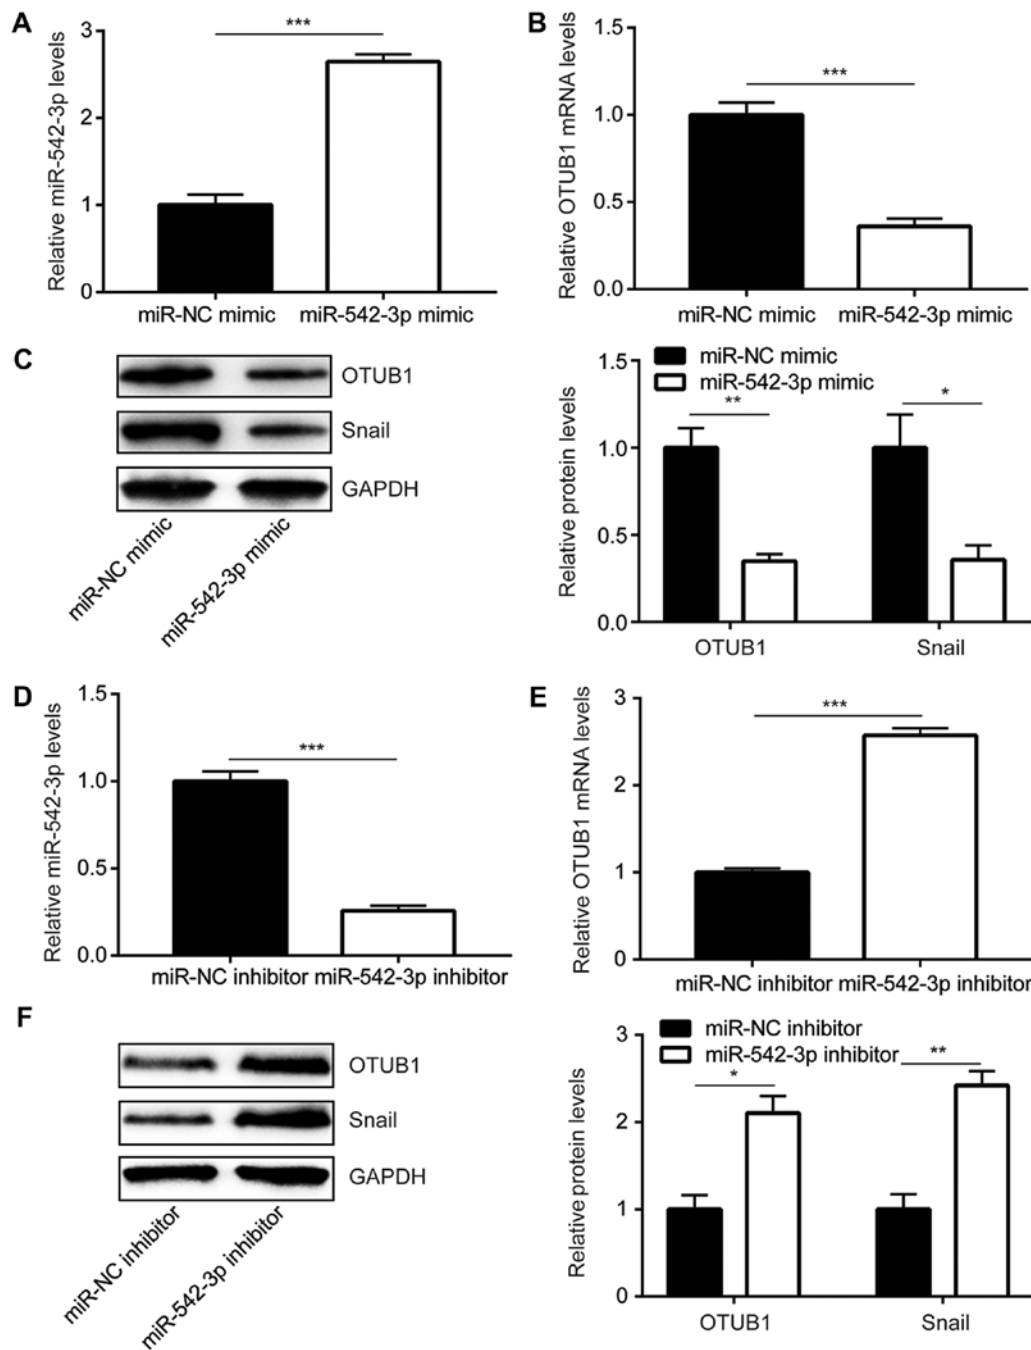 A
Relative miR-542-3p levels
3
2
1
0
***
miR-NC mimic
miR-542-3p mimic
B
Relative OTUB1 mRNA levels
1.5
1.0
0.5
0.0
***
miR-NC mimic
miR-542-3p mimic
C
OTUB1
Snail
GAPDH
miR-NC mimic
miR-542-3p mimic
Relative protein levels
1.5
1.0
0.5
0.0
miR-NC mimic
miR-542-3p mimic
**
*
OTUB1
Snail
D
Relative miR-542-3p levels
1.5
1.0
0.5
0.0
***
miR-NC inhibitor
miR-542-3p inhibitor
E
Relative OTUB1 mRNA levels
3
2
1
0
***
miR-NC inhibitor
miR-542-3p inhibitor
F
OTUB1
Snail
GAPDH
miR-NC inhibitor
miR-542-3p inhibitor
Relative protein levels
3
2
1
0
miR-NC inhibitor
miR-542-3p inhibitor
*
**
OTUB1
Snail